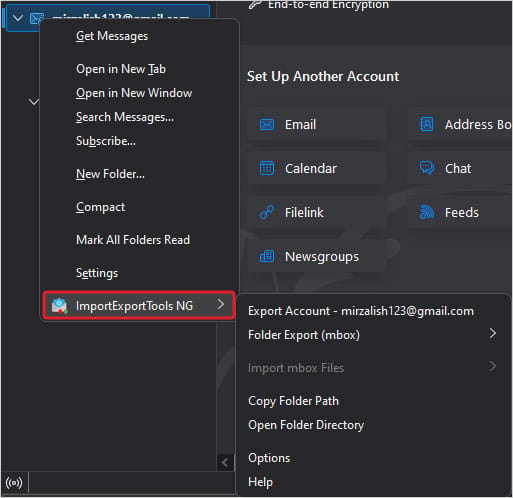 mirzalish123@gmail.com
End-to-end Encryption
Get Messages
Open in New Tab
Open in New Window
Search Messages...
Subscribe...
New Folder...
Compact
Mark All Folders Read
Settings
ImportExportTools NG
Set Up Another Account
Email
Address Bo
Calendar
Chat
Filelink
Feeds
Newsgroups
Export Account - mirzalish123@gmail.com
Folder Export (mbox)
Import mbox Files
Copy Folder Path
Open Folder Directory
Options
Help